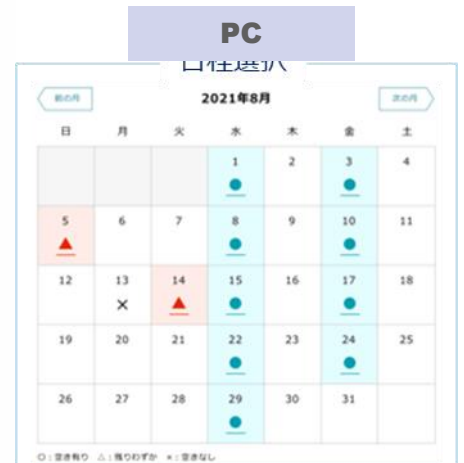 PC
日程選択
前の月
2021年8月
次の月
日 月 火 水 木 金 土
1 2 3 4
5 6 7 8 9 10 11
12 13 14 15 16 17 18
19 20 21 22 23 24 25
26 27 28 29 30 31
○：空き有り △：残りわずか ×：空きなし